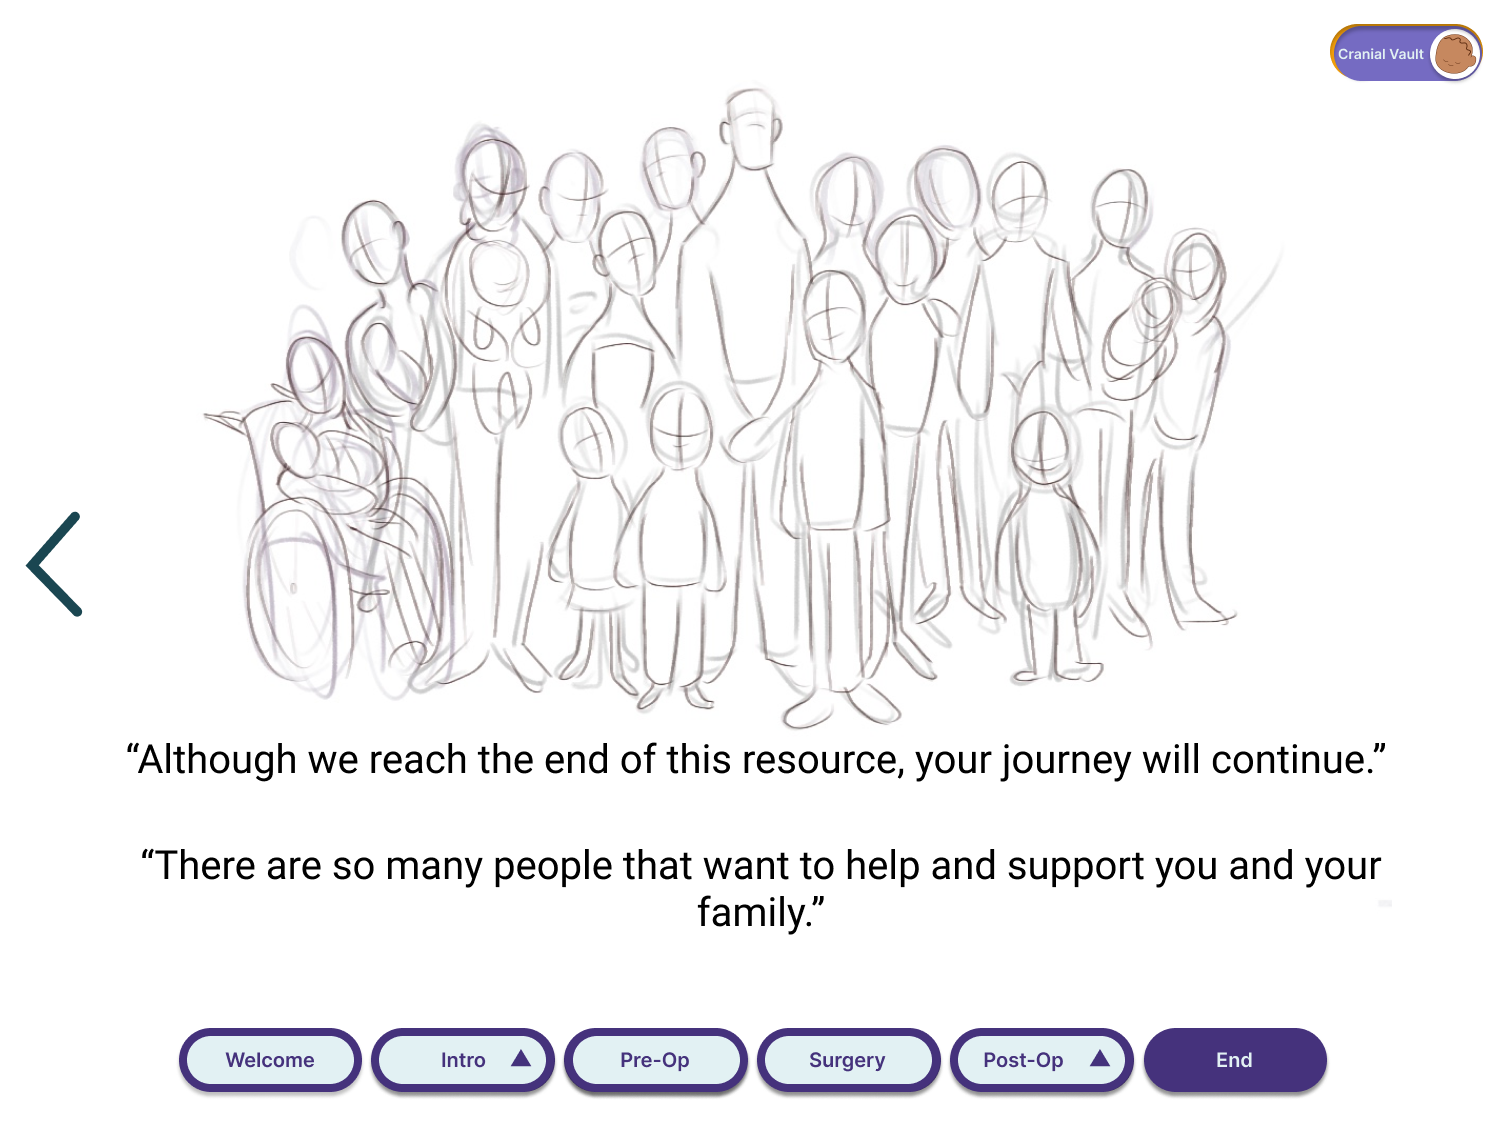 Cranial Vault
“Although we reach the end of this resource, your journey will continue.”
“There are so many people that want to help and support you and your
family.”
Welcome
Intro
Pre-Op
Surgery
Post-Op
End